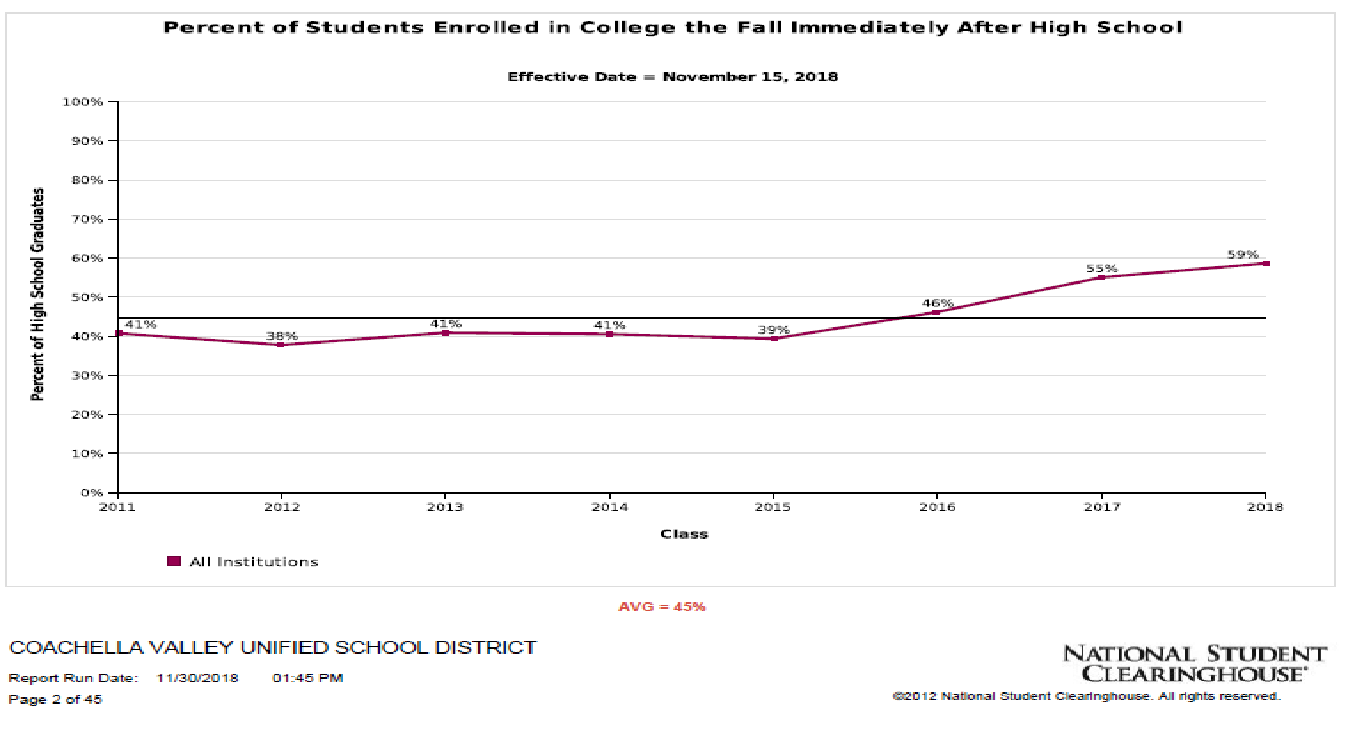 Percent of Students Enrolled in College the Fall Immediately After High School
Effective Date = November 15, 2018
Percent of High School Graduates
100%
90%
80%
70%
60%
50%
40%
30%
20%
10%
0%
41%
38%
41%
41%
39%
46%
55%
59%
2011 2012 2013 2014 2015 2016 2017 2018
Class
All Institutions
AVG = 45%
COACHELLA VALLEY UNIFIED SCHOOL DISTRICT
Report Run Date: 11/30/2018 01:45 PM
Page 2 of 45
NATIONAL STUDENT
CLEARINGHOUSE®
©2012 National Student Clearinghouse. All rights reserved.